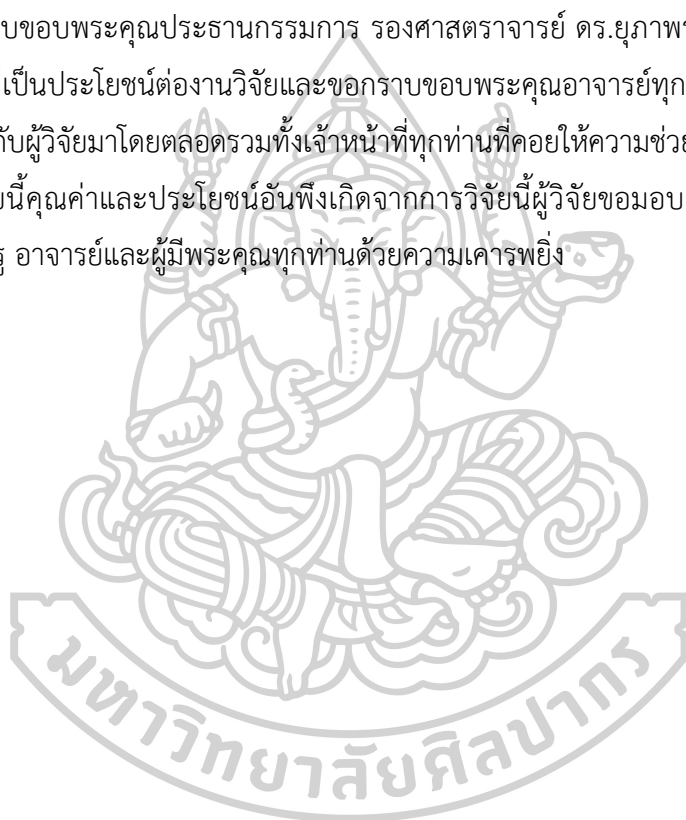 บขอบพระคุณประธานกรรมการ รองศาสตราจารย์ ดร.ยุภาพร
เป็นประโยชน์ต่องานวิจัยและขอกราบขอบพระคุณอาจารย์ทุก
กับผู้วิจัยมาโดยตลอดรวมทั้งเจ้าหน้าที่ทุกท่านที่คอยให้ความช่วย
นี้คุณค่าและประโยชน์อันพึงเกิดจากการวิจัยนี้ผู้วิจัยขอมอบ
อาจารย์และผู้มีพระคุณทุกท่านด้วยความเคารพยิ่ง
มหาวิทยาลัยศิลปากร